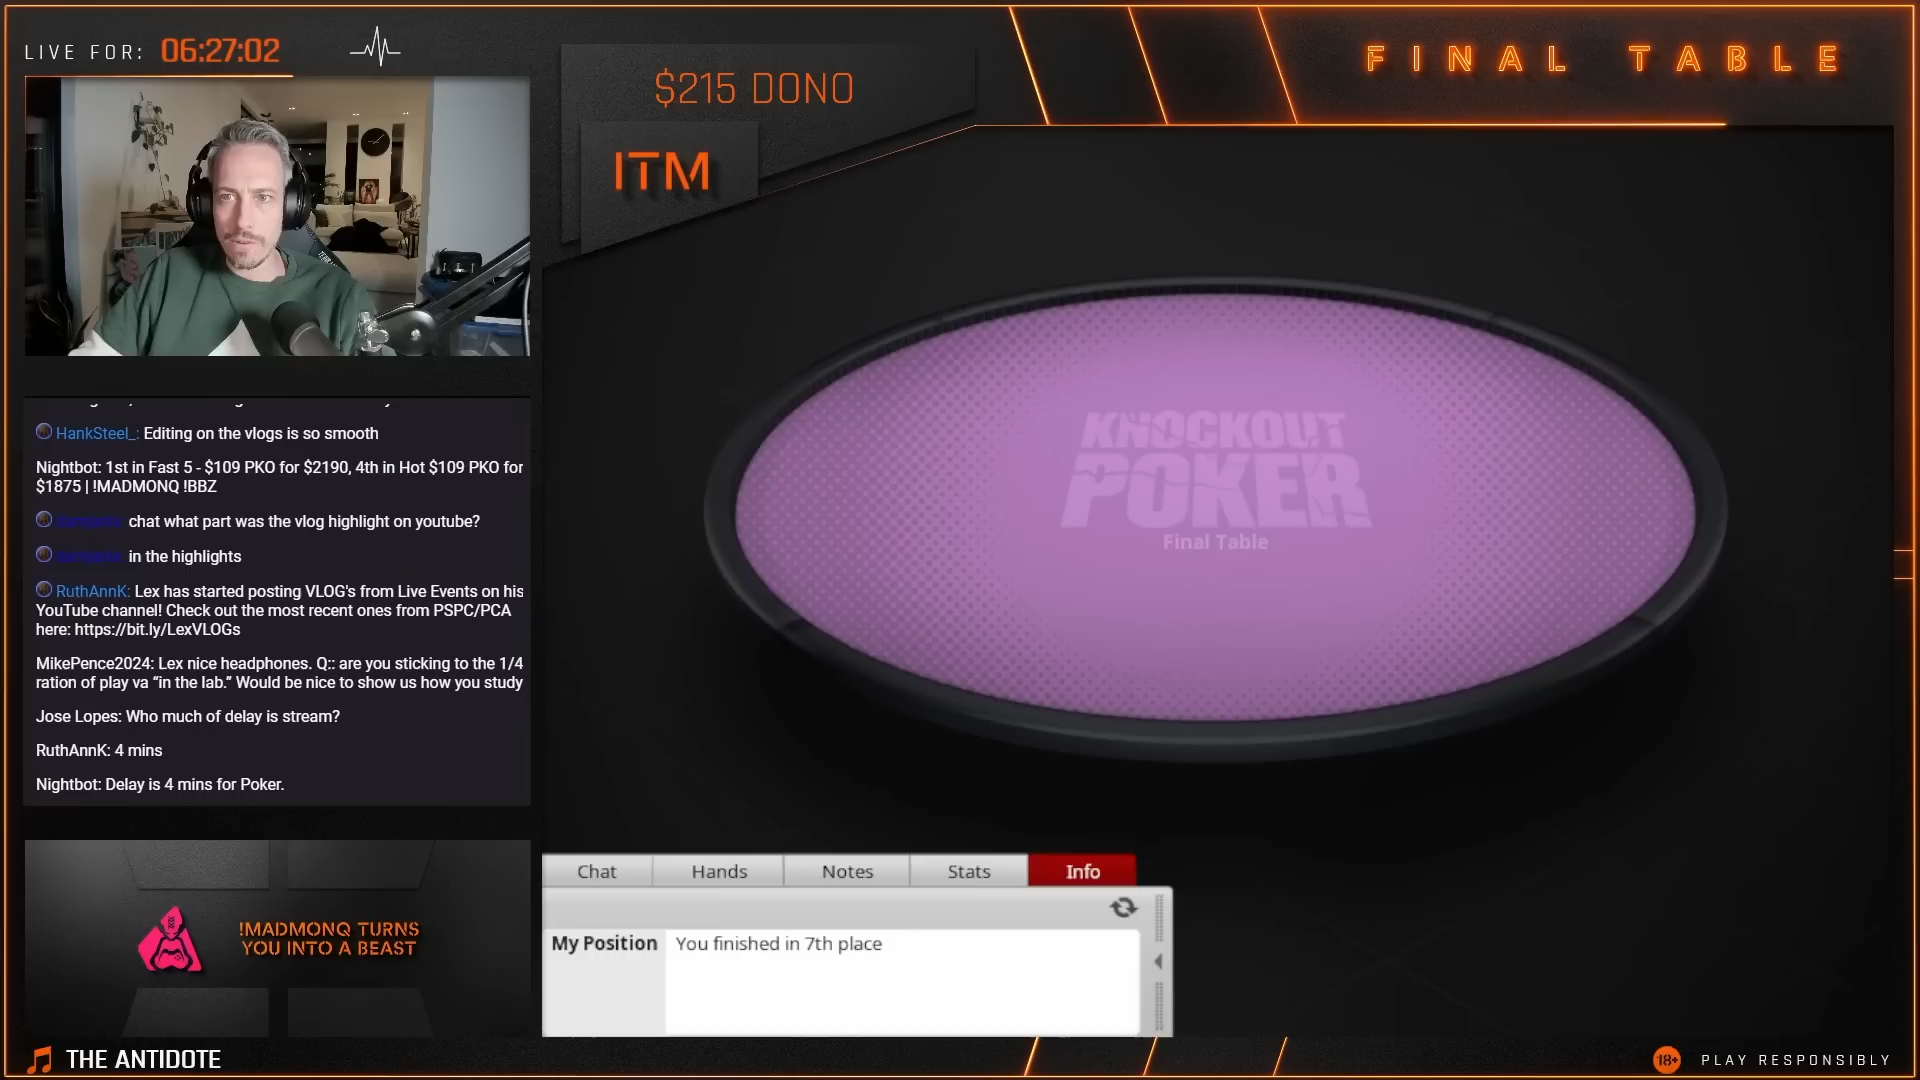 LIVE FOR: 06:27:02
$215 DONO
ITM
FINAL TABLE
HankSteel_: Editing on the vlogs is so smooth
Nightbot: 1st in Fast 5 - $109 PKO for $2190, 4th in Hot $109 PKO for
$1875 | !MADMONQ !BBZ
chat what part was the vlog highlight on youtube?
in the highlights
RuthAnnK: Lex has started posting VLOG's from Live Events on his
YouTube channel! Check out the most recent ones from PSPC/PCA
here: https://bit.ly/LexVLOGs
MikePence2024: Lex nice headphones. Q:: are you sticking to the 1/4
ration of play va “in the lab.” Would be nice to show us how you study
Jose Lopes: Who much of delay is stream?
RuthAnnK: 4 mins
Nightbot: Delay is 4 mins for Poker.
KNOCKOUT
POKER
Final Table
!MADMONQ TURNS
YOU INTO A BEAST
Chat Hands Notes Stats Info
My Position You finished in 7th place
THE ANTIDOTE
18+ PLAY RESPONSIBLY